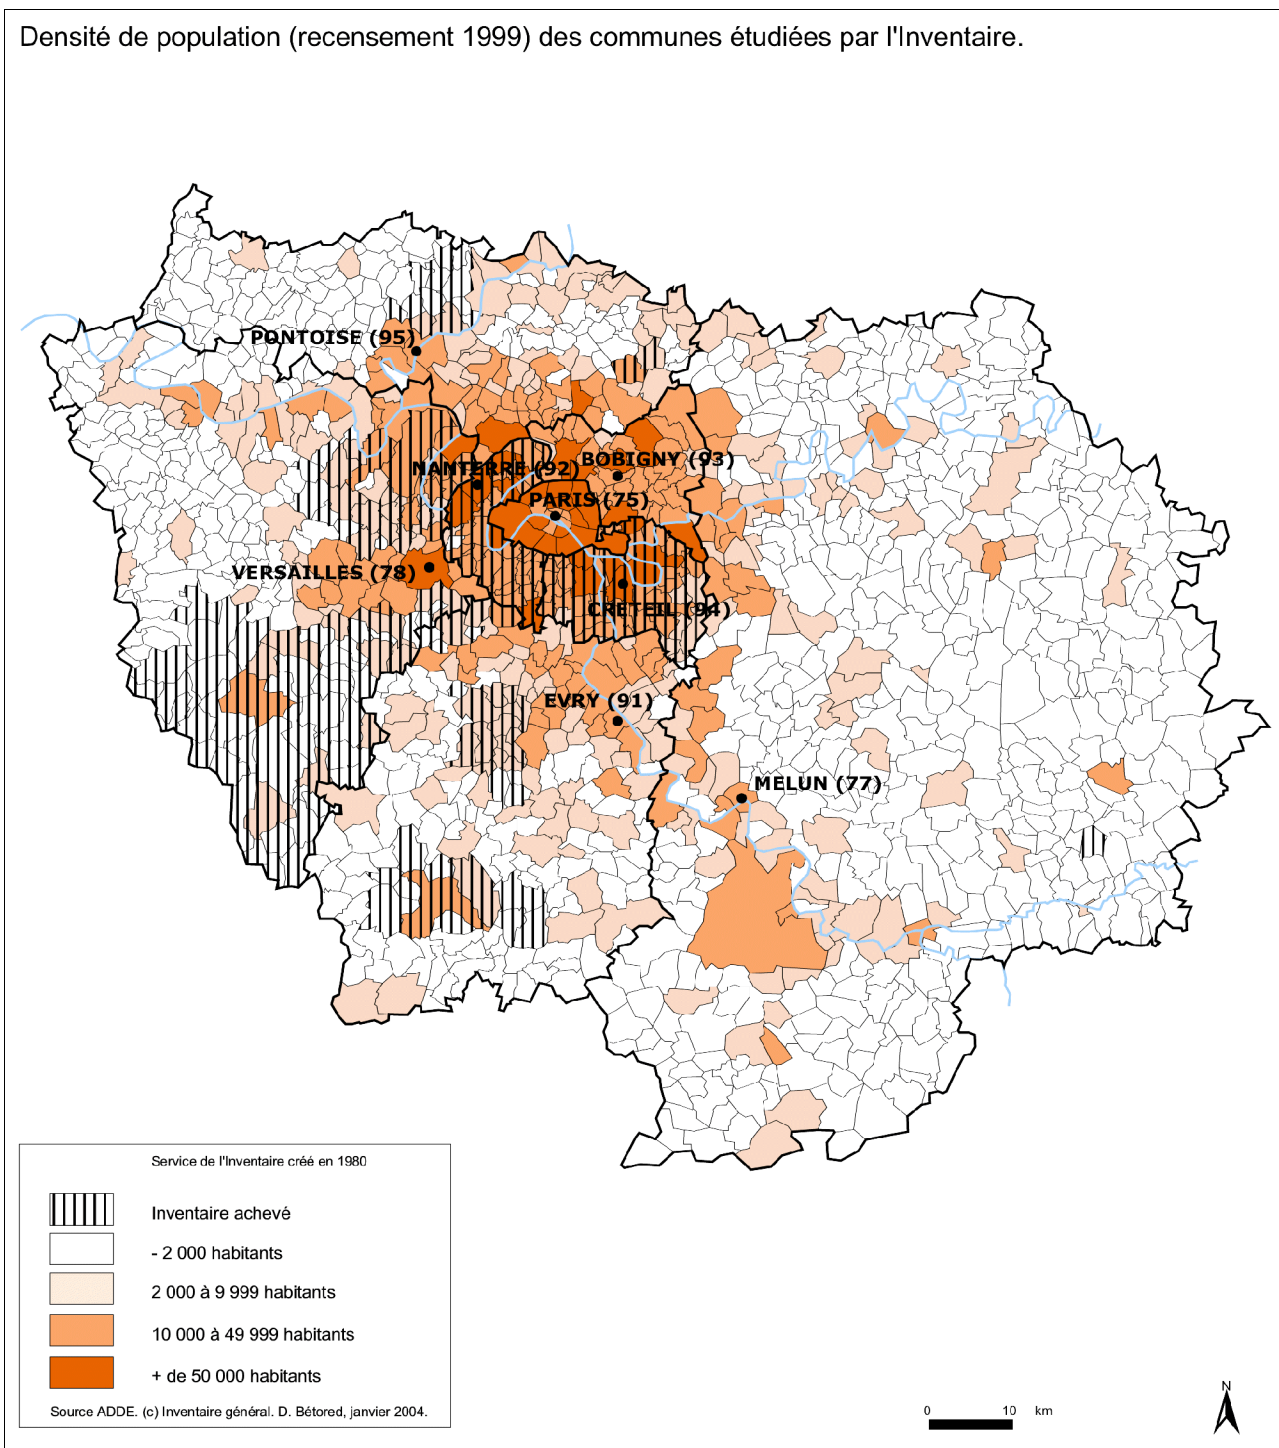 Densité de population (recensement 1999) des communes étudiées par l'Inventaire.
PONTOISE (95)
NANTERRE (92)
BOBIGNY (93)
PARIS (75)
VERSAILLES (78)
CRETEIL (94)
EVRY (91)
MELUN (77)
Service de l'Inventaire créé en 1980
Inventaire achevé
- 2 000 habitants
2 000 à 9 999 habitants
10 000 à 49 999 habitants
+ de 50 000 habitants
Source ADDE. (c) Inventaire général. D. Bétored, janvier 2004.
0 10 km
N